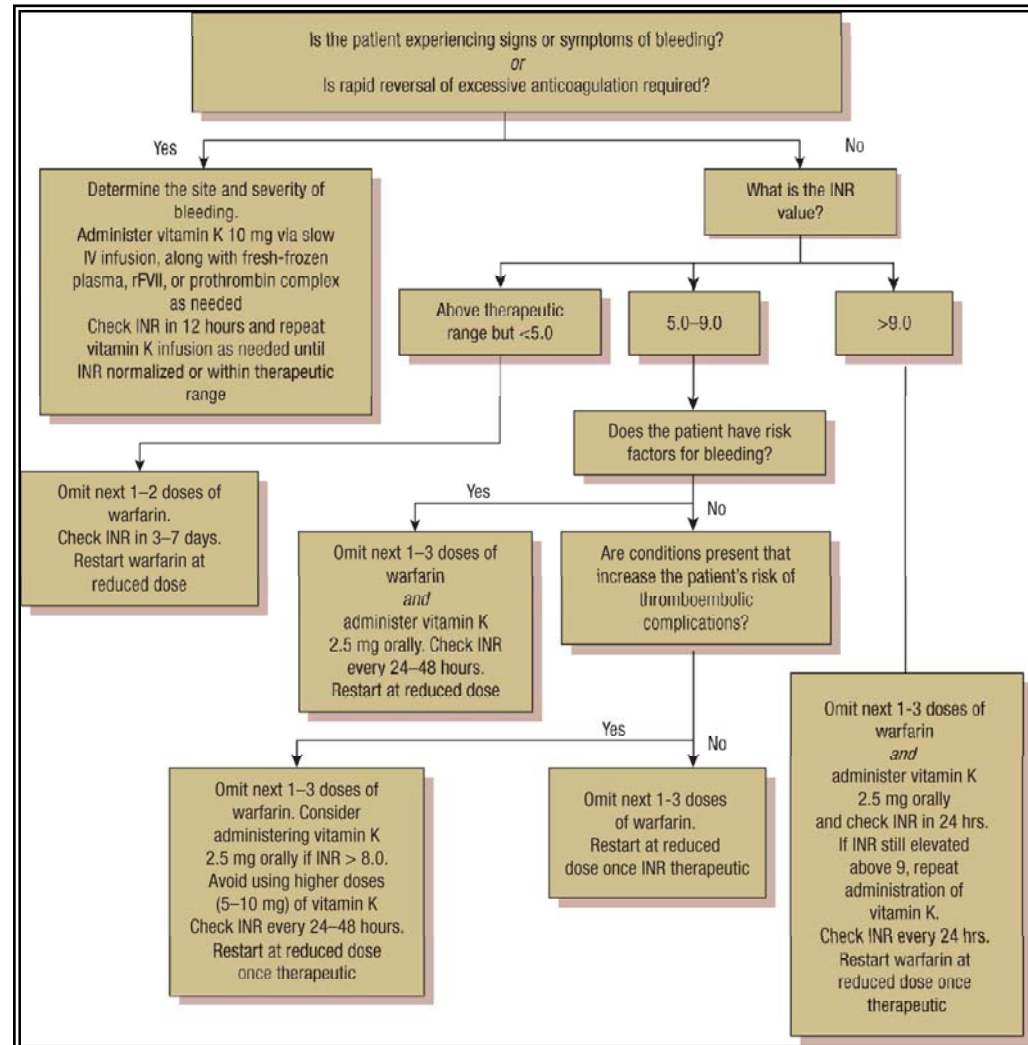 Is the patient experiencing signs or symptoms of bleeding?
or
Is rapid reversal of excessive anticoagulation required?
Yes
No
Determine the site and severity of
bleeding.
Administer vitamin K 10 mg via slow
IV infusion, along with fresh-frozen
plasma, rFVII, or prothrombin complex
as needed
Check INR in 12 hours and repeat
vitamin K infusion as needed until
INR normalized or within therapeutic
range
What is the INR
value?
Above therapeutic
range but <5.0
5.0–9.0
>9.0
Does the patient have risk
factors for bleeding?
Omit next 1–2 doses of
warfarin.
Check INR in 3–7 days.
Restart warfarin at
reduced dose
Yes
No
Omit next 1–3 doses of
warfarin
and
administer vitamin K
2.5 mg orally. Check INR
every 24–48 hours.
Restart at reduced dose
Are conditions present that
increase the patient's risk of
thromboembolic
complications?
Yes
No
Omit next 1–3 doses of
warfarin. Consider
administering vitamin K
2.5 mg orally if INR > 8.0.
Avoid using higher doses
(5–10 mg) of vitamin K
Check INR every 24–48 hours.
Restart at reduced dose
once therapeutic
Omit next 1-3 doses
of warfarin.
Restart at reduced
dose once INR therapeutic
Omit next 1-3 doses of
warfarin
and
administer vitamin K
2.5 mg orally
and check INR in 24 hrs.
If INR still elevated
above 9, repeat
administration of
vitamin K.
Check INR every 24 hrs.
Restart warfarin at
reduced dose once
therapeutic